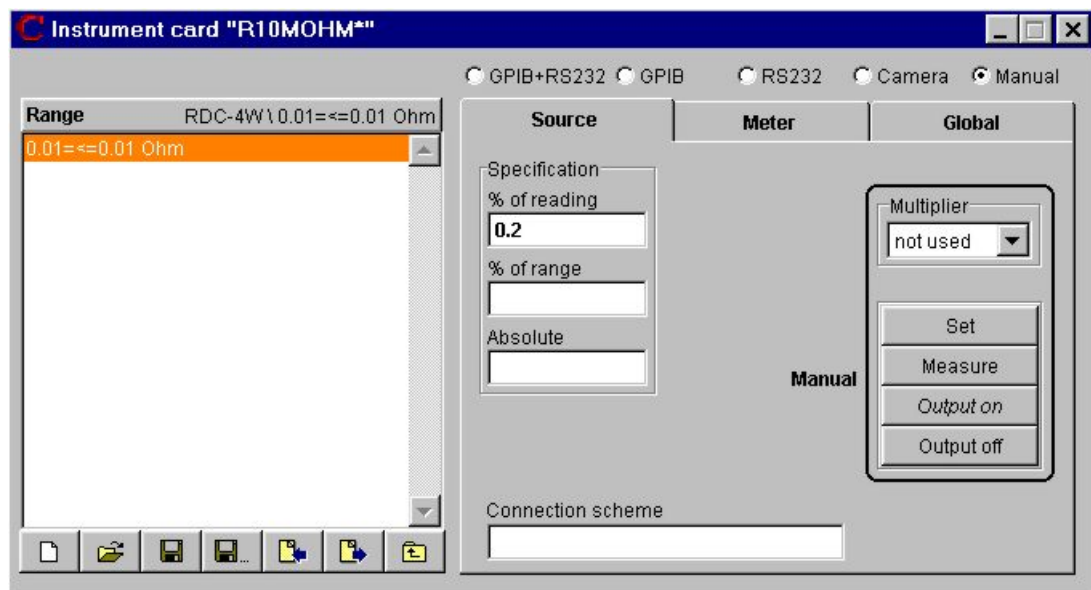 Instrument card "R10MOHM*"
GPIB+RS232 GPIB RS232 Camera Manual
Range RDC-4W\0.01=<=0.01 Ohm
0.01=<=0.01 Ohm
Source Meter Global
Specification
% of reading
0.2
% of range
Absolute
Multiplier
not used
Manual
Set
Measure
Output on
Output off
Connection scheme
...